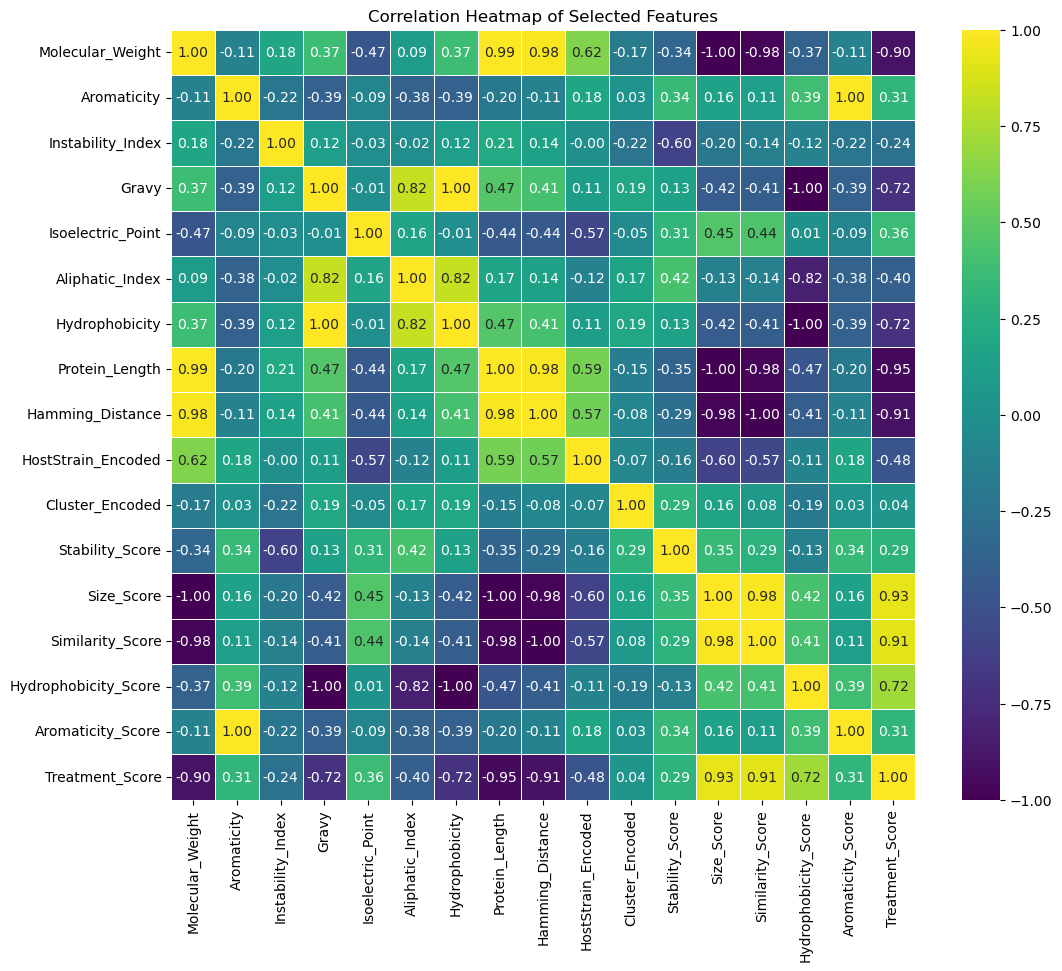 Correlation Heatmap of Selected Features
Molecular_Weight 1.00 -0.11 0.18 0.37 -0.47 0.09 0.37 0.99 0.98 0.62 -0.17 -0.34 -1.00 -0.98 -0.37 -0.11 -0.90
Aromaticity -0.11 1.00 -0.22 -0.39 -0.09 -0.38 -0.39 -0.20 -0.11 0.18 0.03 0.34 0.16 0.11 0.39 1.00 0.31
Instability_Index 0.18 -0.22 1.00 0.12 -0.03 -0.02 0.12 0.21 0.14 -0.00 -0.22 -0.60 -0.20 -0.14 -0.12 -0.22 -0.24
Gravy 0.37 -0.39 0.12 1.00 -0.01 0.82 1.00 0.47 0.41 0.11 0.19 0.13 -0.42 -0.41 -1.00 -0.39 -0.72
Isoelectric_Point -0.47 -0.09 -0.03 -0.01 1.00 0.16 -0.01 -0.44 -0.44 -0.57 -0.05 0.31 0.45 0.44 0.01 -0.09 0.36
Aliphatic_Index 0.09 -0.38 -0.02 0.82 0.16 1.00 0.82 0.17 0.14 -0.12 0.17 0.42 -0.13 -0.14 -0.82 -0.38 -0.40
Hydrophobicity 0.37 -0.39 0.12 1.00 -0.01 0.82 1.00 0.47 0.41 0.11 0.19 0.13 -0.42 -0.41 -1.00 -0.39 -0.72
Protein_Length 0.99 -0.20 0.21 0.47 -0.44 0.17 0.47 1.00 0.98 0.59 -0.15 -0.35 -1.00 -0.98 -0.47 -0.20 -0.95
Hamming_Distance 0.98 -0.11 0.14 0.41 -0.44 0.14 0.41 0.98 1.00 0.57 -0.08 -0.29 -0.98 -1.00 -0.41 -0.11 -0.91
HostStrain_Encoded 0.62 0.18 -0.00 0.11 -0.57 -0.12 0.11 0.59 0.57 1.00 -0.07 -0.16 -0.60 -0.57 -0.11 0.18 -0.48
Cluster_Encoded -0.17 0.03 -0.22 0.19 -0.05 0.17 0.19 -0.15 -0.08 -0.07 1.00 0.29 0.16 0.08 -0.19 0.03 0.04
Stability_Score -0.34 0.34 -0.60 0.13 0.31 0.42 0.13 -0.35 -0.29 -0.16 0.29 1.00 0.35 0.29 -0.13 0.34 0.29
Size_Score -1.00 0.16 -0.20 -0.42 0.45 -0.13 -0.42 -1.00 -0.98 -0.60 0.16 0.35 1.00 0.98 0.42 0.16 0.93
Similarity_Score -0.98 0.11 -0.14 -0.41 0.44 -0.14 -0.41 -0.98 -1.00 -0.57 0.08 0.29 0.98 1.00 0.41 0.11 0.91
Hydrophobicity_Score -0.37 0.39 -0.12 -1.00 0.01 -0.82 -1.00 -0.47 -0.41 -0.11 -0.19 -0.13 0.42 0.41 1.00 0.39 0.72
Aromaticity_Score -0.11 1.00 -0.22 -0.39 -0.09 -0.38 -0.39 -0.20 -0.11 0.18 0.03 0.34 0.16 0.11 0.39 1.00 0.31
Treatment_Score -0.90 0.31 -0.24 -0.72 0.36 -0.40 -0.72 -0.95 -0.91 -0.48 0.04 0.29 0.93 0.91 0.72 0.31 1.00
Molecular_Weight
Aromaticity
Instability_Index
Gravy
Isoelectric_Point
Aliphatic_Index
Hydrophobicity
Protein_Length
Hamming_Distance
HostStrain_Encoded
Cluster_Encoded
Stability_Score
Size_Score
Similarity_Score
Hydrophobicity_Score
Aromaticity_Score
Treatment_Score
1.00
0.75
0.50
0.25
0.00
−0.25
−0.50
−0.75
−1.00